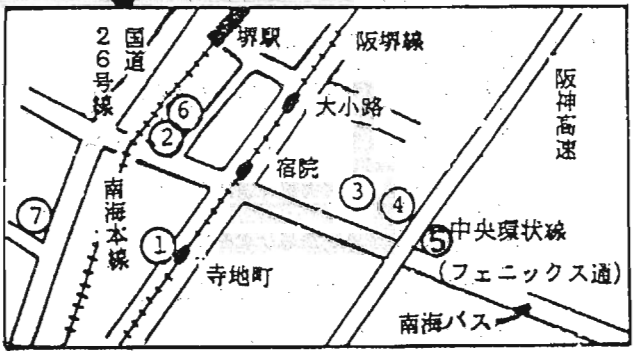 国道
26号線
堺駅
阪堺線
阪神高速
大小路
⑥
②
宿院
南海本線
③
④
⑦
①
⑤
中央環状線
(フェニックス通)
寺地町
南海バス